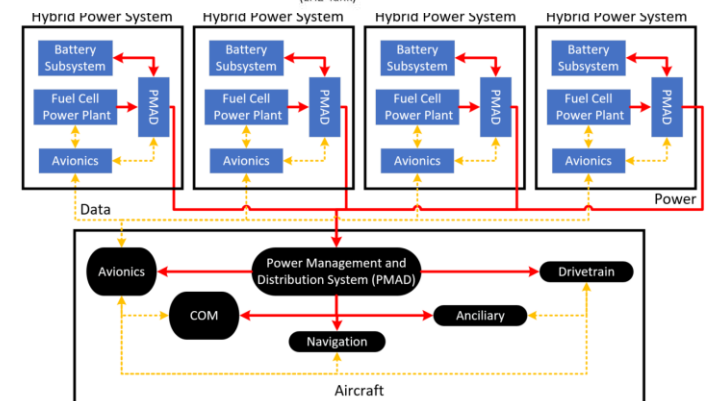 (LH2 Tank)
Hybrid Power System
Hybrid Power System
Hybrid Power System
Hybrid Power System
Battery
Subsystem
Fuel Cell
Power Plant
PMAD
Avionics
Battery
Subsystem
Fuel Cell
Power Plant
PMAD
Avionics
Battery
Subsystem
Fuel Cell
Power Plant
PMAD
Avionics
Battery
Subsystem
Fuel Cell
Power Plant
PMAD
Avionics
Data
Power
Avionics
Power Management and
Distribution System (PMAD)
Drivetrain
COM
Anciliary
Navigation
Aircraft